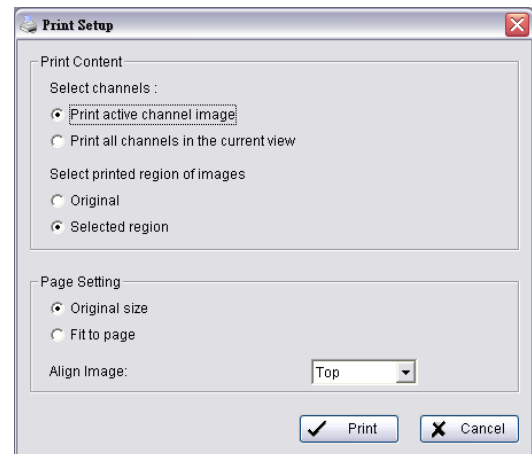 Print Setup
Print Content
Select channels :
Print active channel image
Print all channels in the current view
Select printed region of images
Original
Selected region
Page Setting
Original size
Fit to page
Align Image: Top
Print Cancel